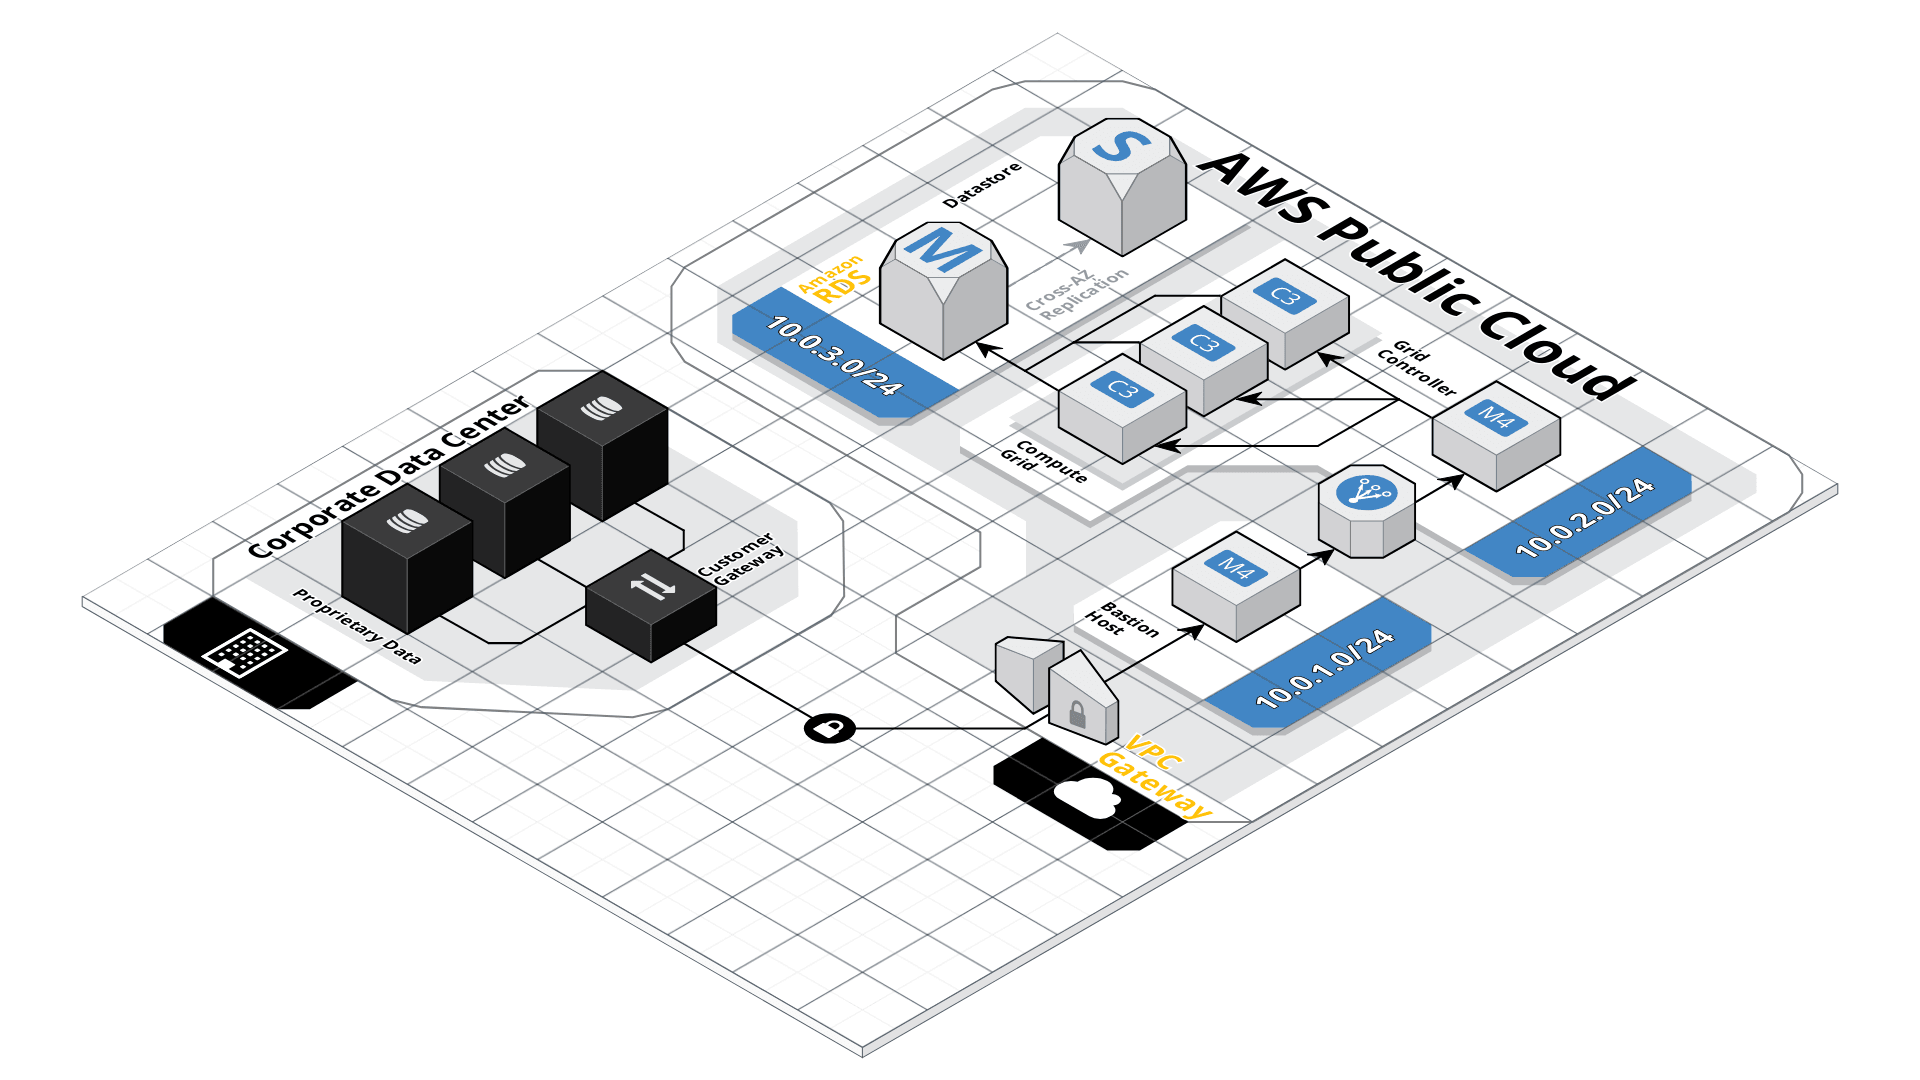 AWS Public Cloud
S
Datastore
M
Amazon
RDS
10.0.3.0/24
Cross-AZ
Replication
C3
C3
C3
Grid
Controller
M4
Compute
Grid
10.0.2.0/24
M4
Bastion
Host
10.0.1.0/24
VPC
Gateway
Corporate Data Center
Customer
Gateway
Proprietary Data